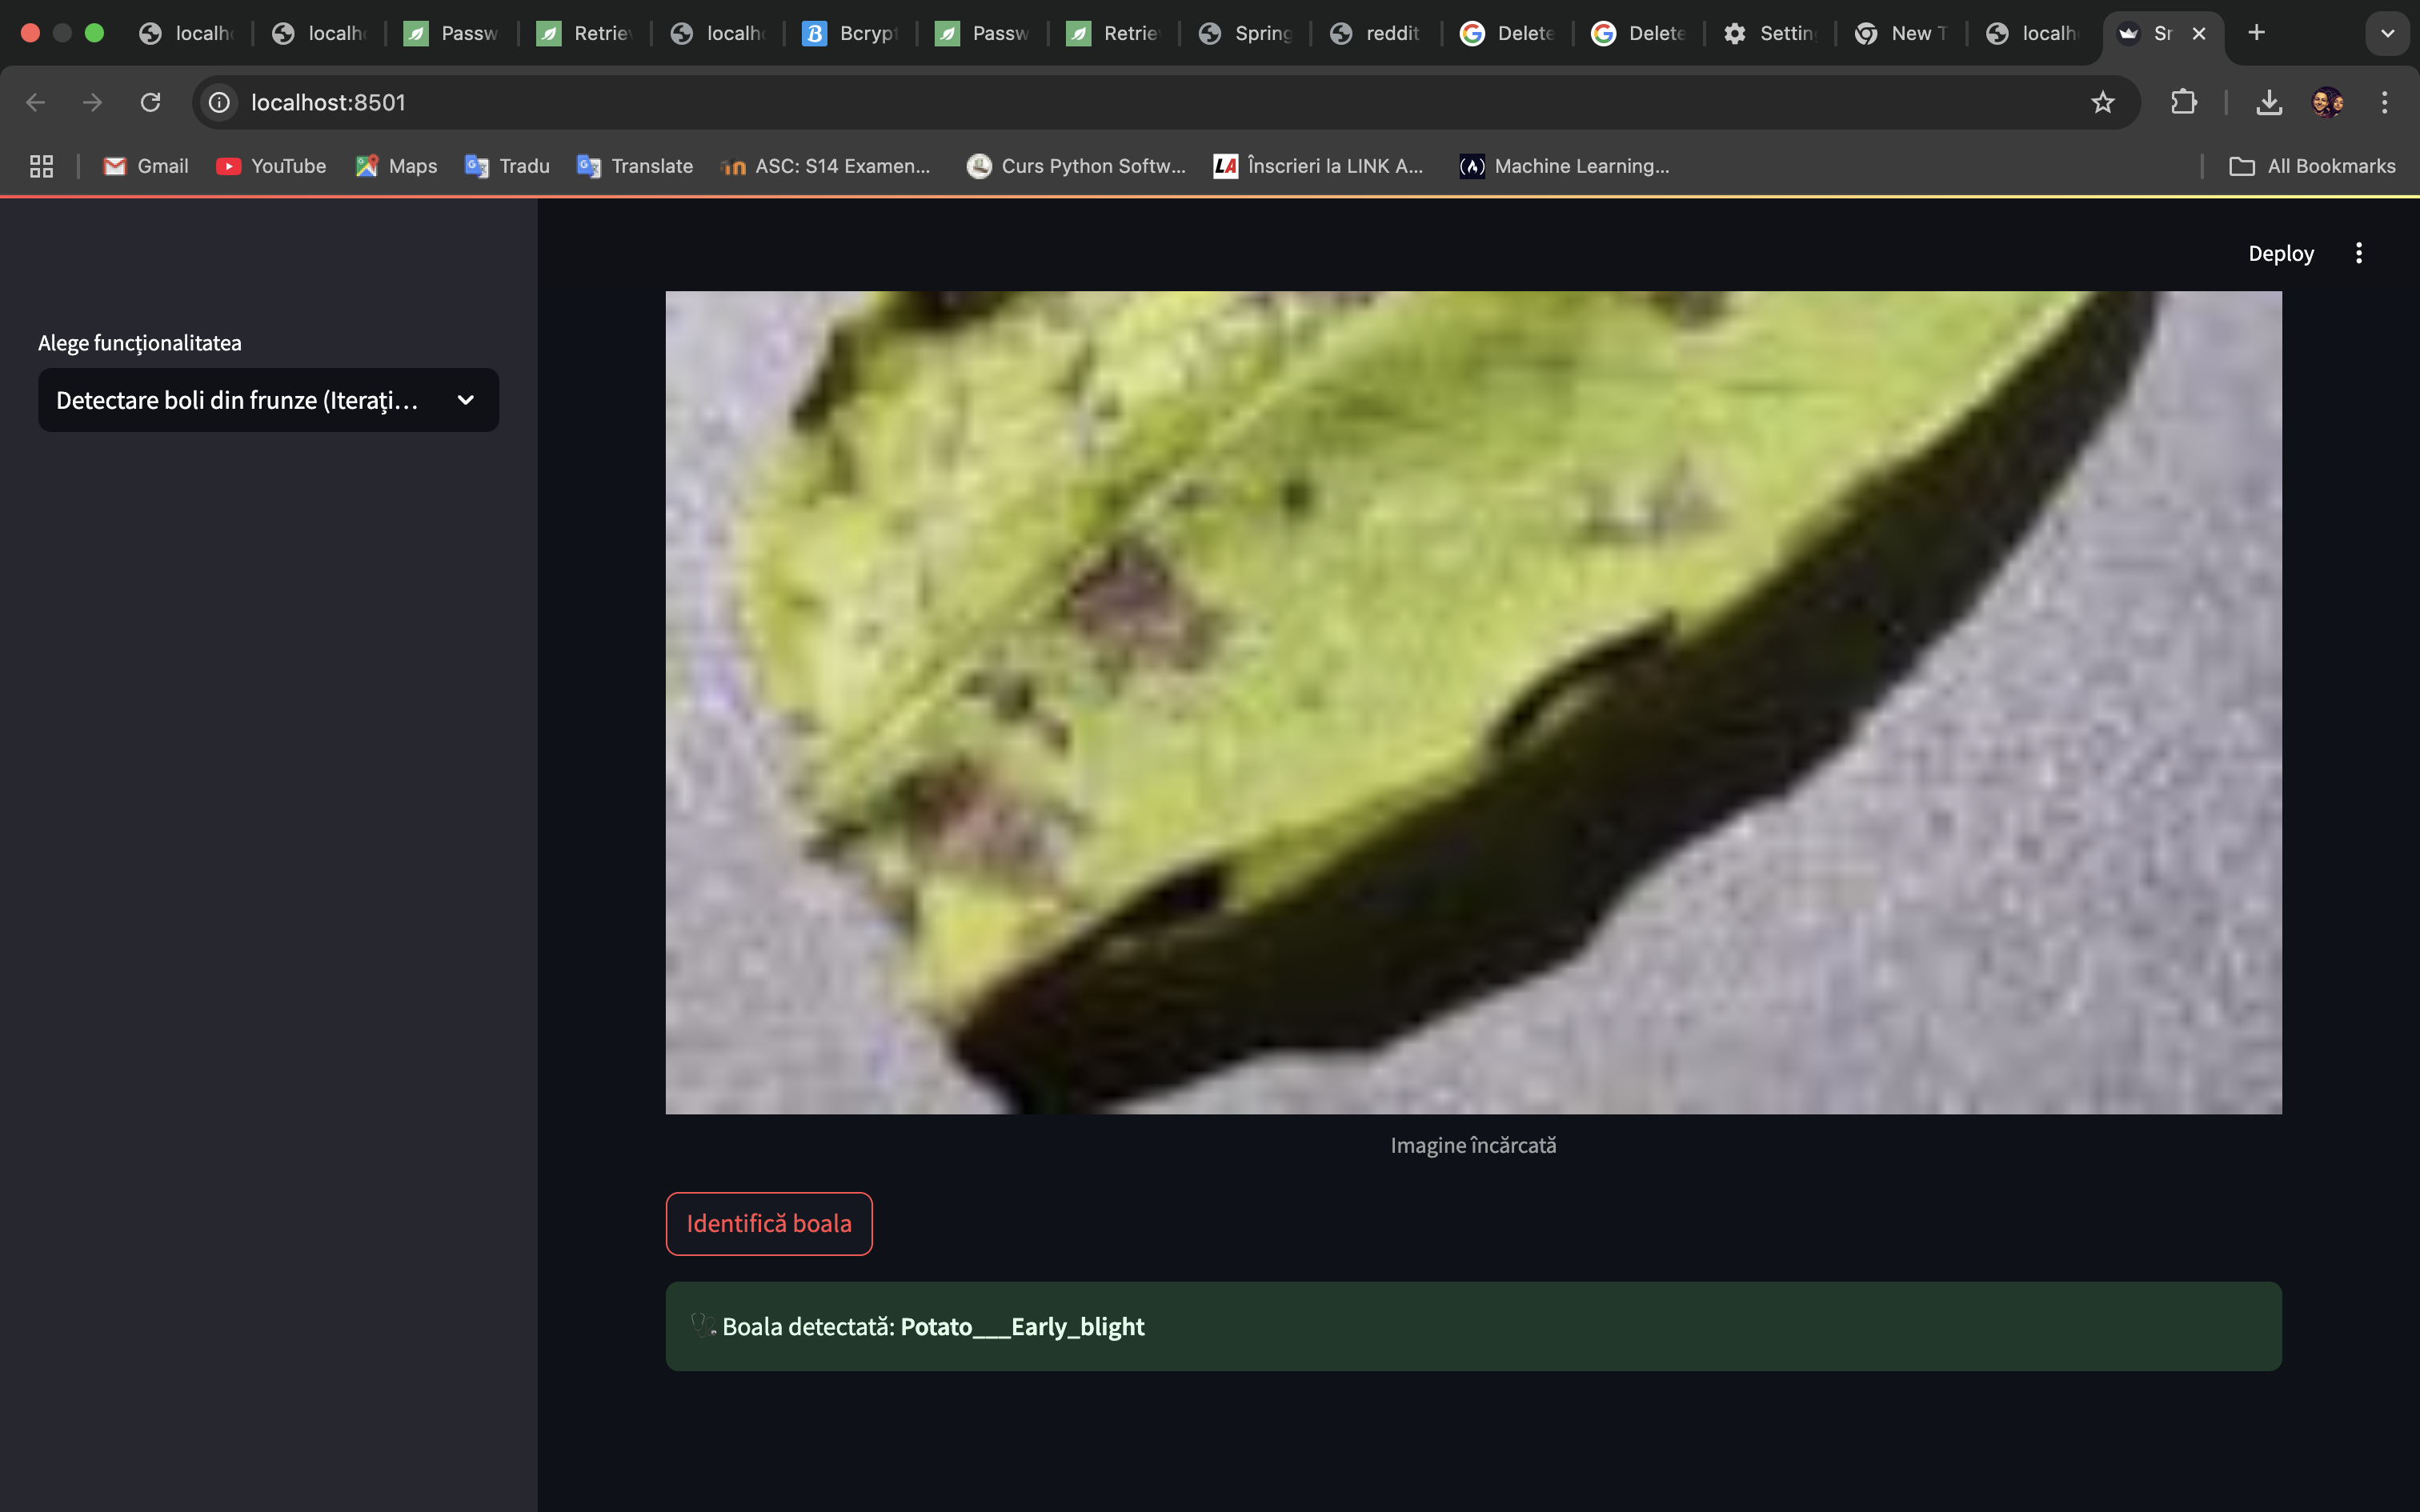 localh
localh
Passw
Retrie
localh
Bcryp
Passw
Retrie
Spring
reddit
Delete
Delete
Settin
New T
localh
Sr
localhost:8501
Gmail
YouTube
Maps
Tradu
Translate
ASC: S14 Examen...
Curs Python Softw...
Înscrieri la LINK A...
Machine Learning...
All Bookmarks
Deploy
Alege funcționalitatea
Detectare boli din frunze (Iterați...
Imagine încărcată
Identifică boala
Boala detectată: Potato___Early_blight